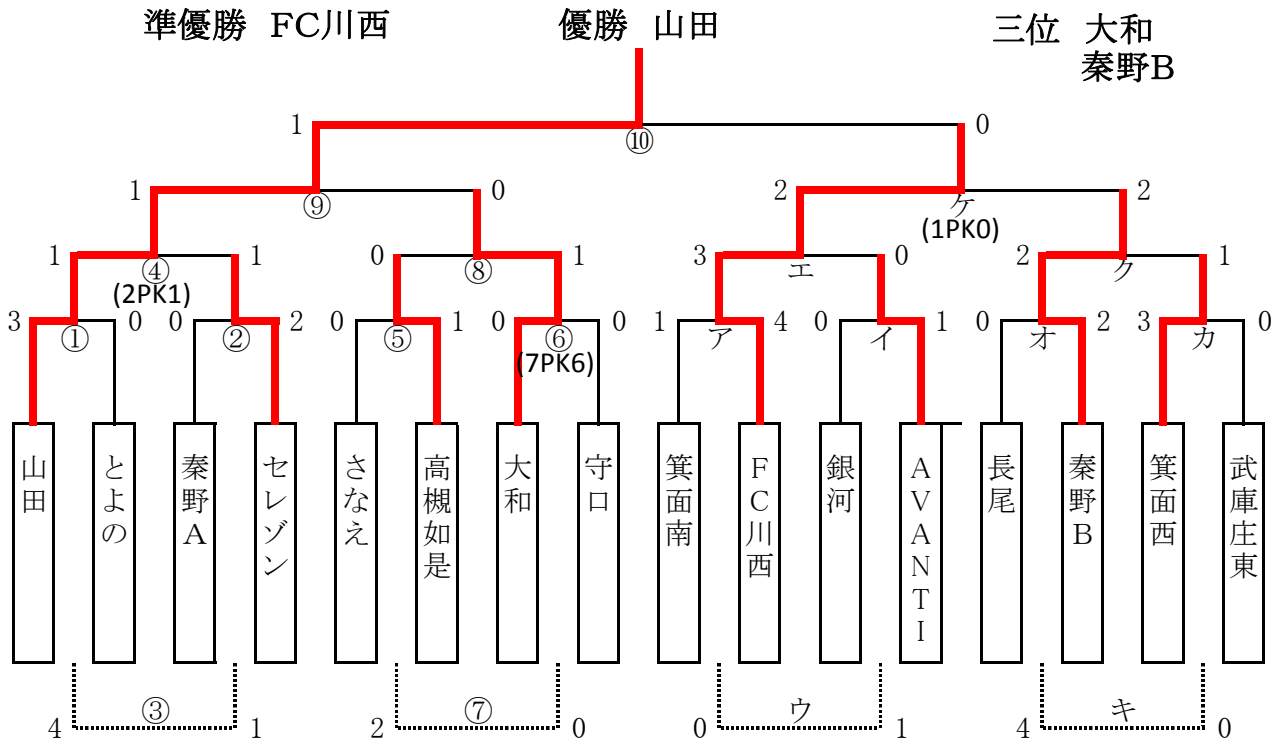 準優勝 FC川西
優勝 山田
三位 大和
秦野B
1 ⑩ 0
1 ⑨ 0 2 ケ 2
(1PK0)
1 ④ 1 0 ⑧ 1 3 エ 0 2 ク 1
(2PK1)
3 ① 0 0 ② 2 0 ⑤ 1 0 ⑥ 0 1 ア 4 0 イ 1 0 オ 2 3 カ 0
(7PK6)
山田
とよの
秦野A
セレゾン
さなえ
高槻如是
大和
守口
箕面南
FC川西
銀河
AVANTI
長尾
秦野B
箕面西
武庫庄東
4 ③ 1 2 ⑦ 0 0 ウ 1 4 キ 0